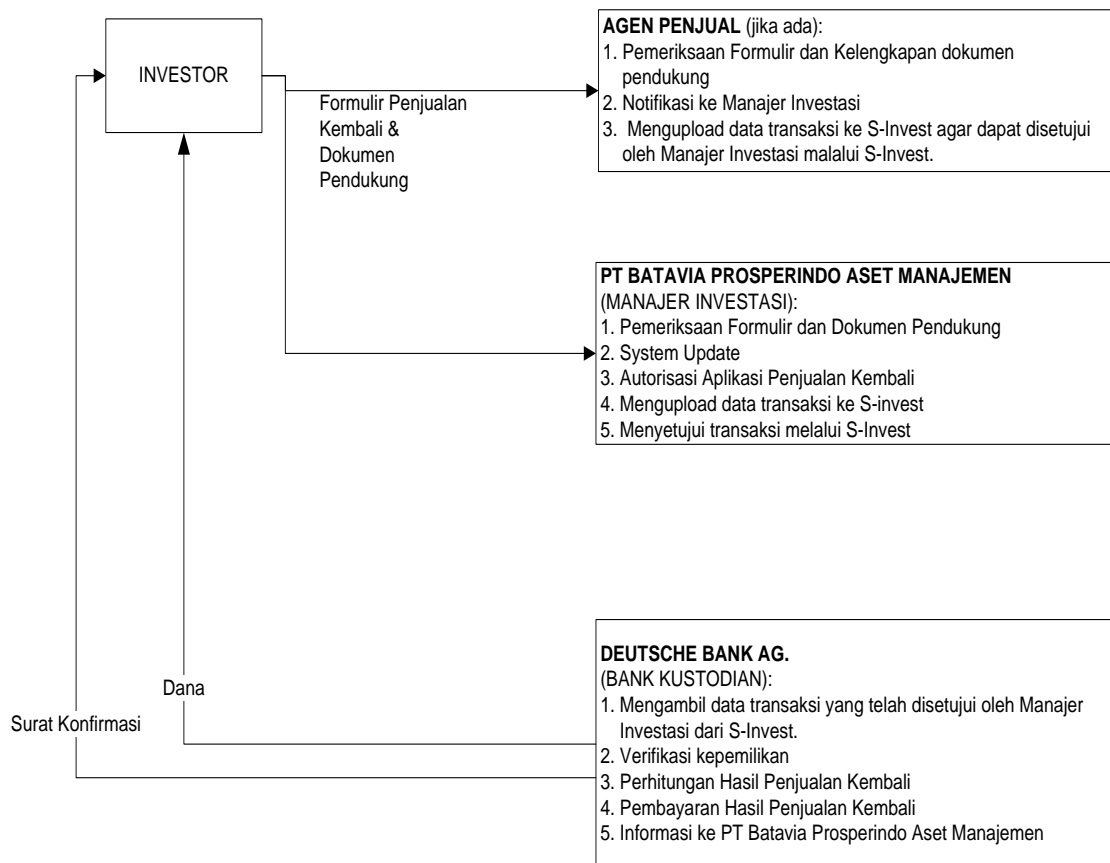 INVESTOR
Formulir Penjualan
Kembali &
Dokumen
Pendukung
AGEN PENJUAL (jika ada):
1. Pemeriksaan Formulir dan Kelengkapan dokumen
pendukung
2. Notifikasi ke Manajer Investasi
3. Mengupload data transaksi ke S-Invest agar dapat disetujui
oleh Manajer Investasi malalui S-Invest.
PT BATAVIA PROSPERINDO ASET MANAJEMEN
(MANAJER INVESTASI):
1. Pemeriksaan Formulir dan Dokumen Pendukung
2. System Update
3. Autorisasi Aplikasi Penjualan Kembali
4. Mengupload data transaksi ke S-invest
5. Menyetujui transaksi melalui S-Invest
Dana
Surat Konfirmasi
DEUTSCHE BANK AG.
(BANK KUSTODIAN):
1. Mengambil data transaksi yang telah disetujui oleh Manajer
Investasi dari S-Invest.
2. Verifikasi kepemilikan
3. Perhitungan Hasil Penjualan Kembali
4. Pembayaran Hasil Penjualan Kembali
5. Informasi ke PT Batavia Prosperindo Aset Manajemen